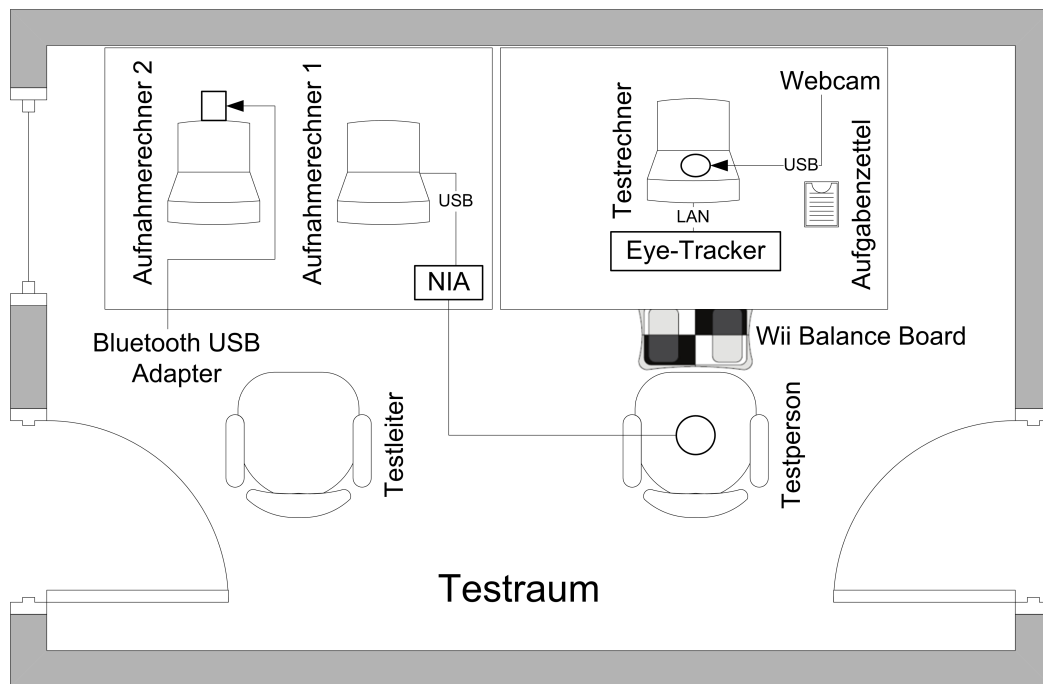 Aufnahmerechner 2
Aufnahmerechner 1
USB
NIA
Bluetooth USB
Adapter
Testrechner
Webcam
USB
LAN
Eye-Tracker
Aufgabenzettel
Wii Balance Board
Testleiter
Testperson
Testraum